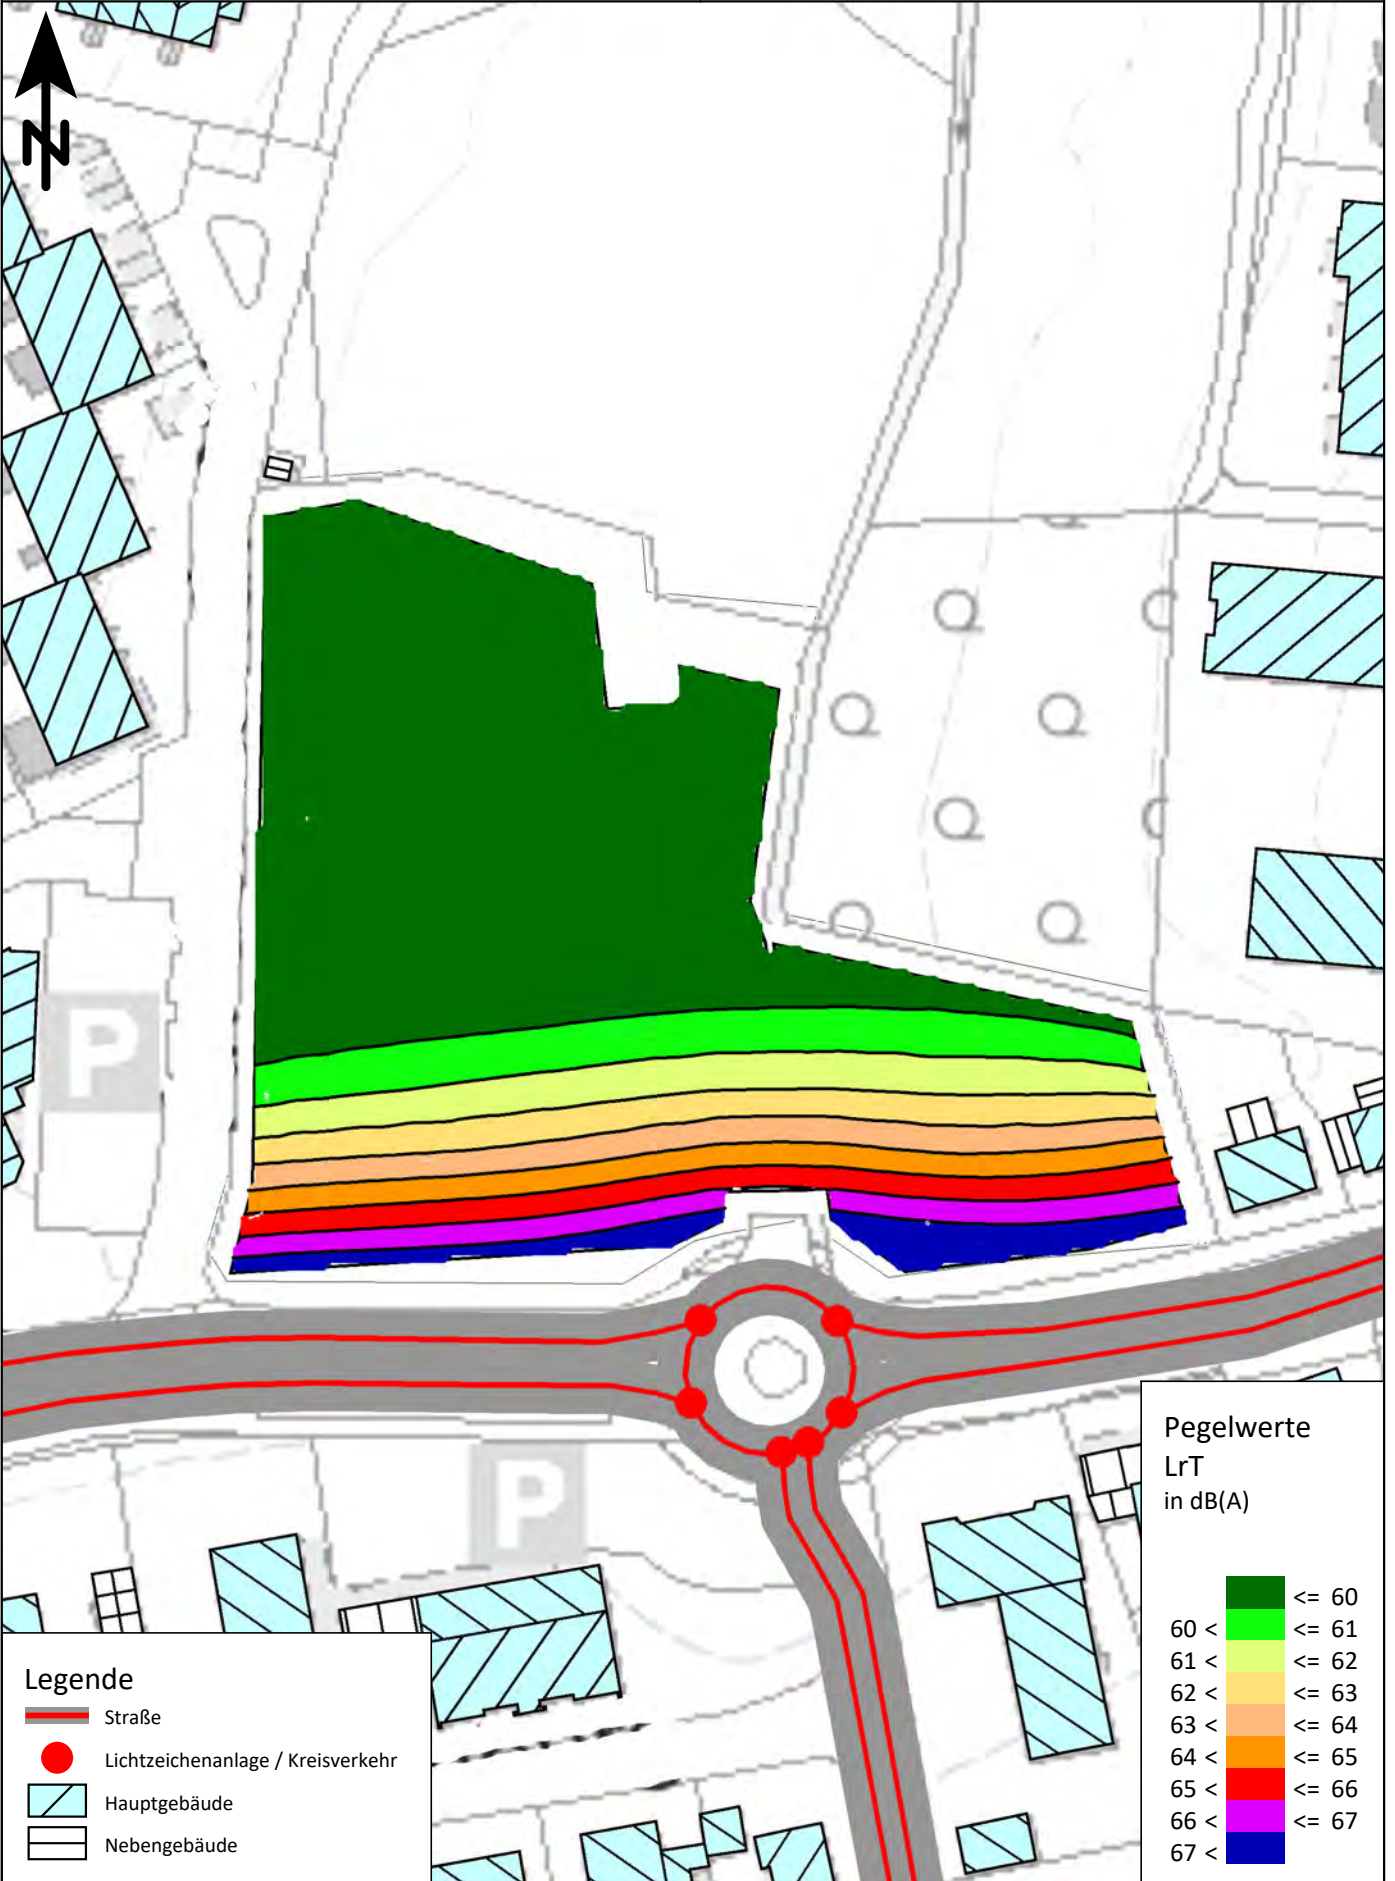 N
P
P
Pegelwerte
LrT
in dB(A)
<= 60
60 < <= 61
61 < <= 62
62 < <= 63
63 < <= 64
64 < <= 65
65 < <= 66
66 < <= 67
67 <
Legende
Straße
Lichtzeichenanlage / Kreisverkehr
Hauptgebäude
Nebengebäude